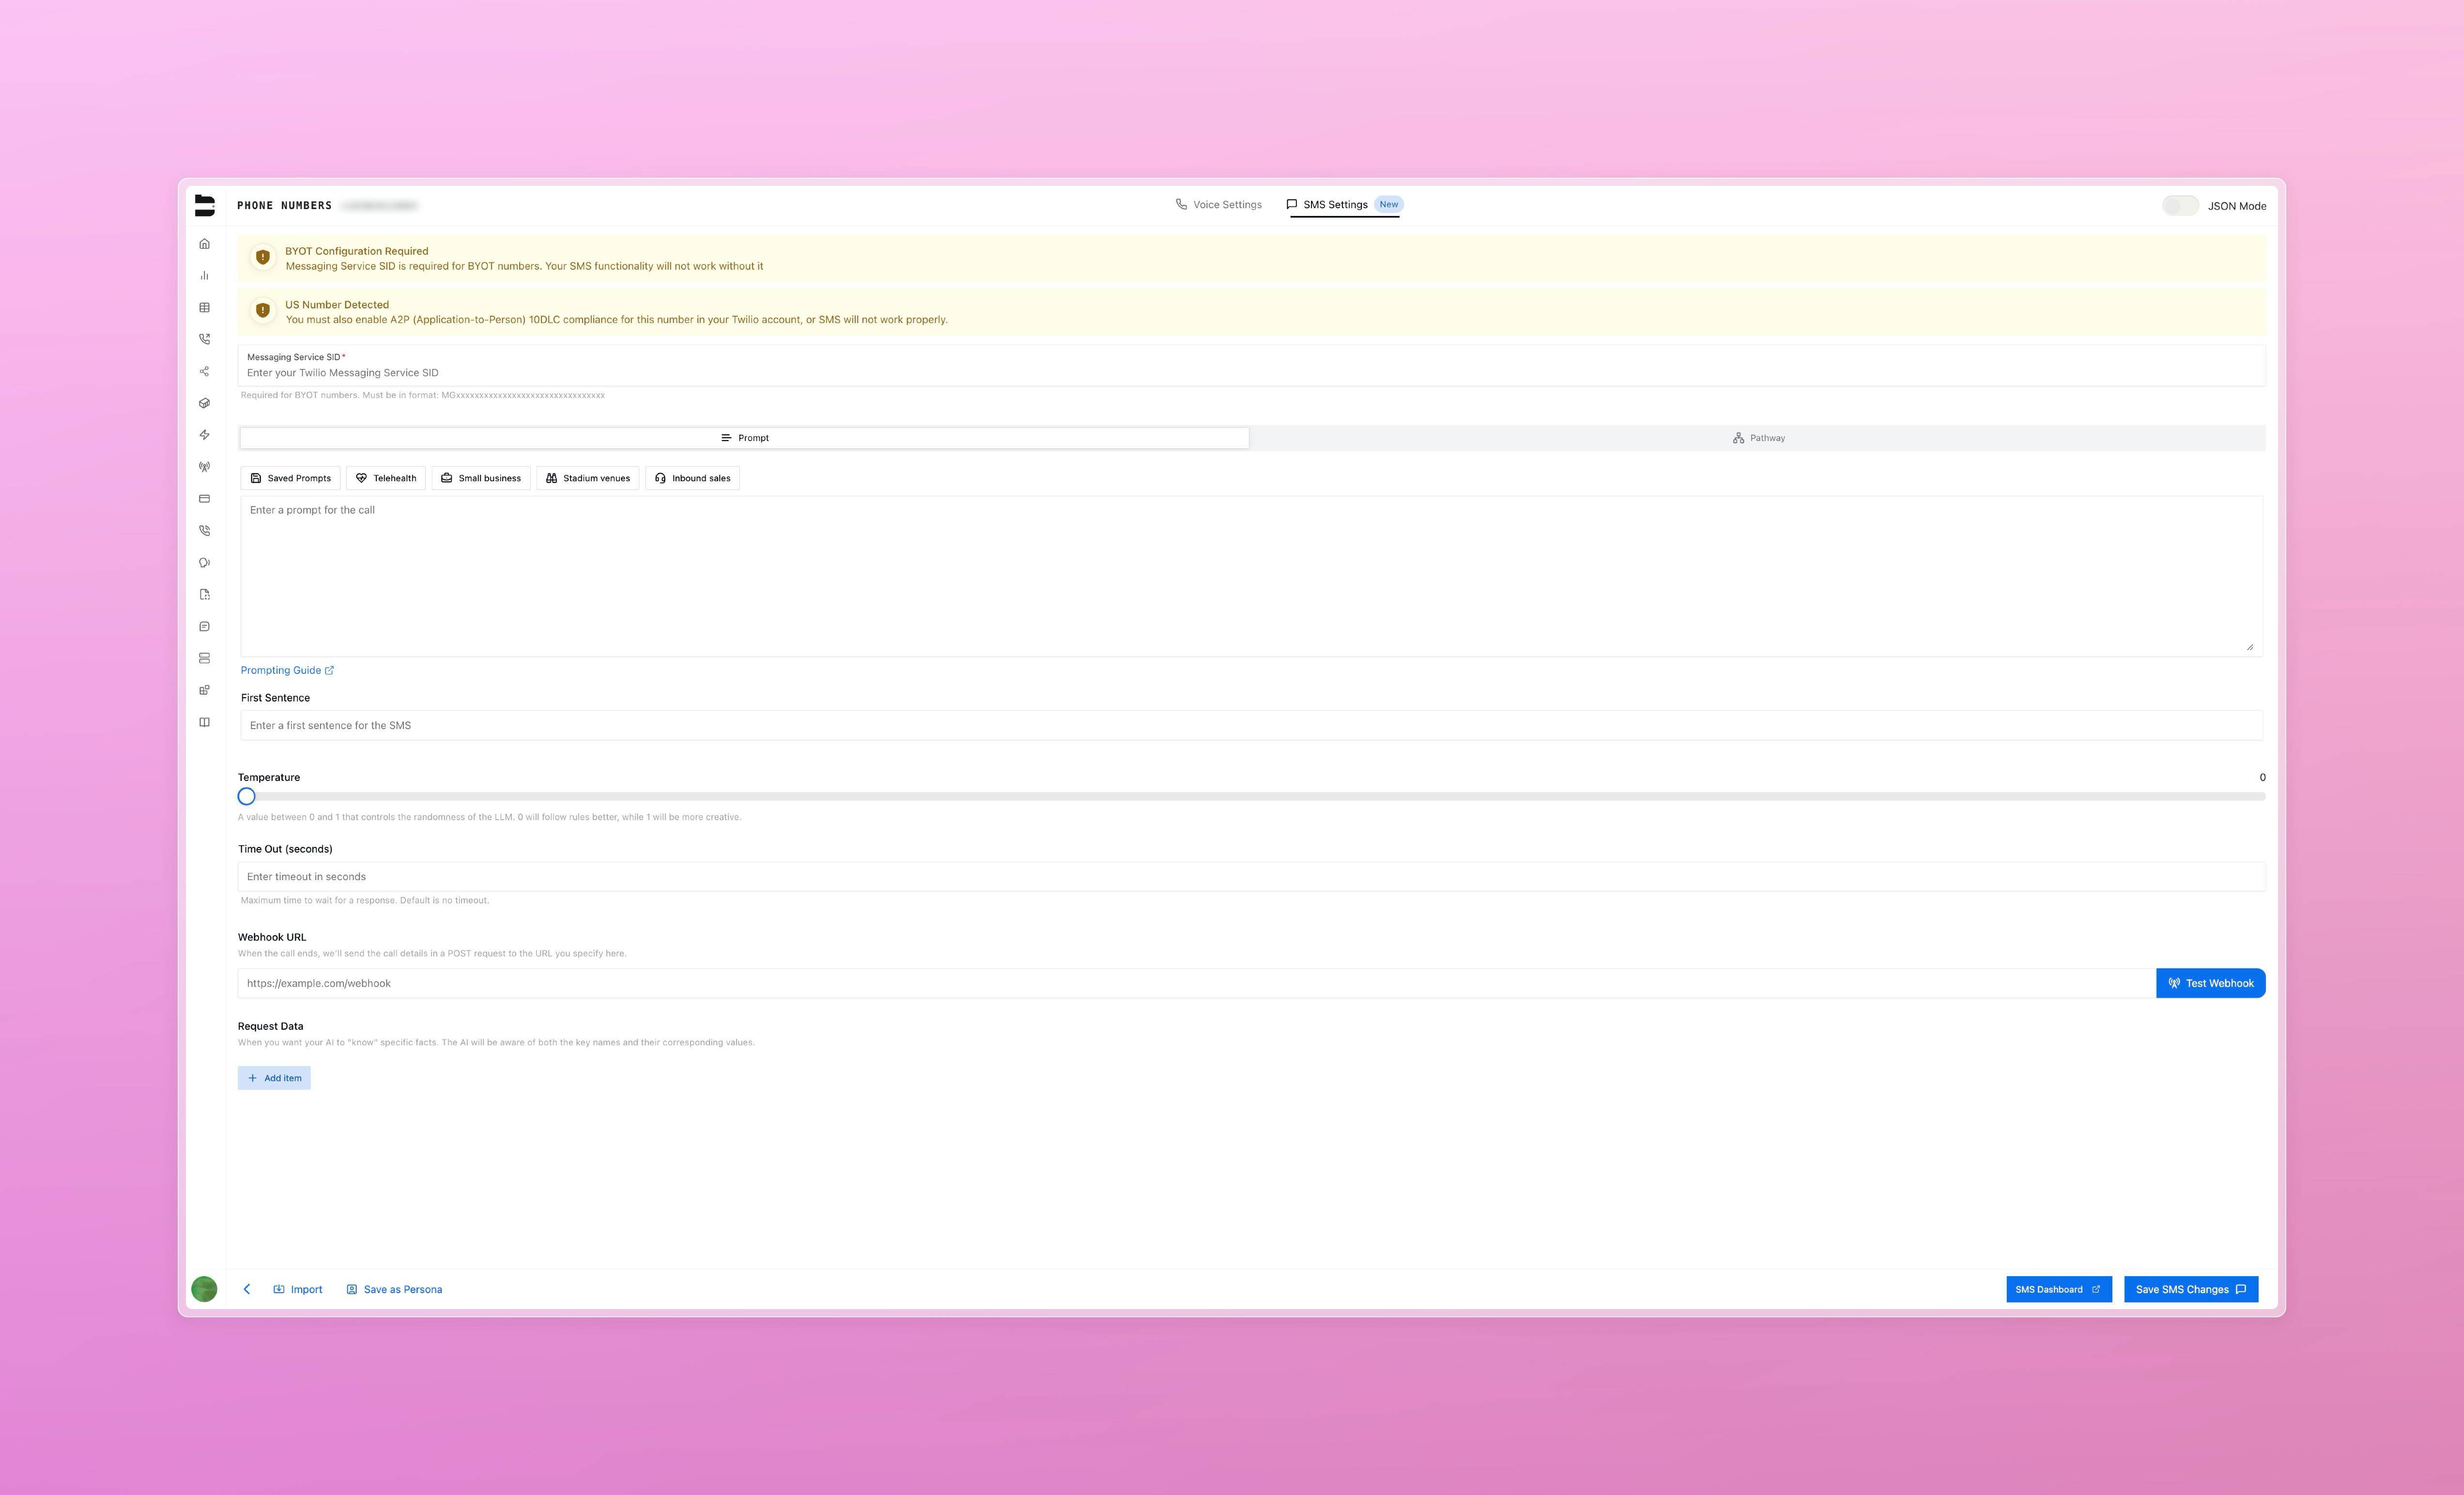 PHONE NUMBERS
Voice Settings
SMS Settings New
JSON Mode
BYOT Configuration Required
Messaging Service SID is required for BYOT numbers. Your SMS functionality will not work without it
US Number Detected
You must also enable A2P (Application-to-Person) 10DLC compliance for this number in your Twilio account, or SMS will not work properly.
Messaging Service SID*
Enter your Twilio Messaging Service SID
Required for BYOT numbers. Must be in format: MGxxxxxxxxxxxxxxxxxxxxxxxxxxxxxxxx
Prompt
Pathway
Saved Prompts
Telehealth
Small business
Stadium venues
Inbound sales
Enter a prompt for the call
Prompting Guide
First Sentence
Enter a first sentence for the SMS
Temperature
0
A value between 0 and 1 that controls the randomness of the LLM. 0 will follow rules better, while 1 will be more creative.
Time Out (seconds)
Enter timeout in seconds
Maximum time to wait for a response. Default is no timeout.
Webhook URL
When the call ends, we'll send the call details in a POST request to the URL you specify here.
https://example.com/webhook
Test Webhook
Request Data
When you want your AI to "know" specific facts. The AI will be aware of both the key names and their corresponding values.
Add item
Import
Save as Persona
SMS Dashboard
Save SMS Changes